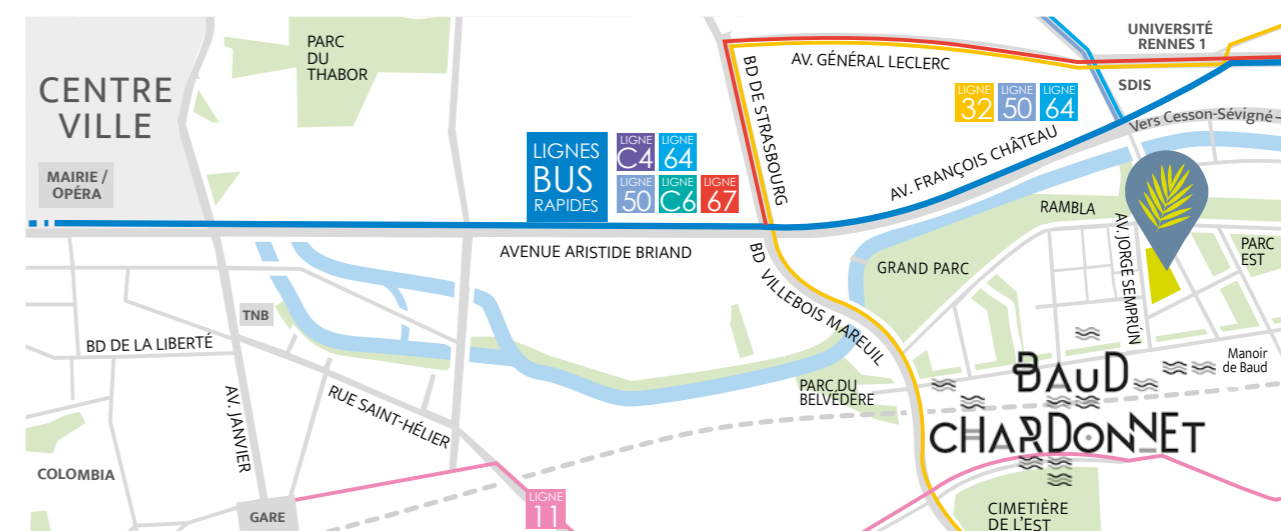 PARC
DU
THABOR
CENTRE
VILLE
MAIRIE /
OPÉRA
LIGNES
BUS
RAPIDES
LIGNE
C4
LIGNE
64
LIGNE
50
LIGNE
C6
LIGNE
67
BD DE STRASBOURG
AV. GÉNÉRAL LECLERC
LIGNE
32
LIGNE
50
LIGNE
64
UNIVERSITÉ
RENNES 1
SDIS
Vers Cesson-Sévigné
AV. FRANÇOIS CHÂTEAU
RAMBLA
AV. JORGE SEMPRÚN
PARC
EST
AVENUE ARISTIDE BRIAND
BD VILLEBOIS MAREUIL
GRAND PARC
TNB
BD DE LA LIBERTÉ
AV. JANVIER
RUE SAINT-HÉLIER
PARC DU
BELVÉDÈRE
BAUD
CHARDONNET
Manoir
de Baud
COLOMBIA
GARE
LIGNE
11
CIMETIÈRE
DE L'EST